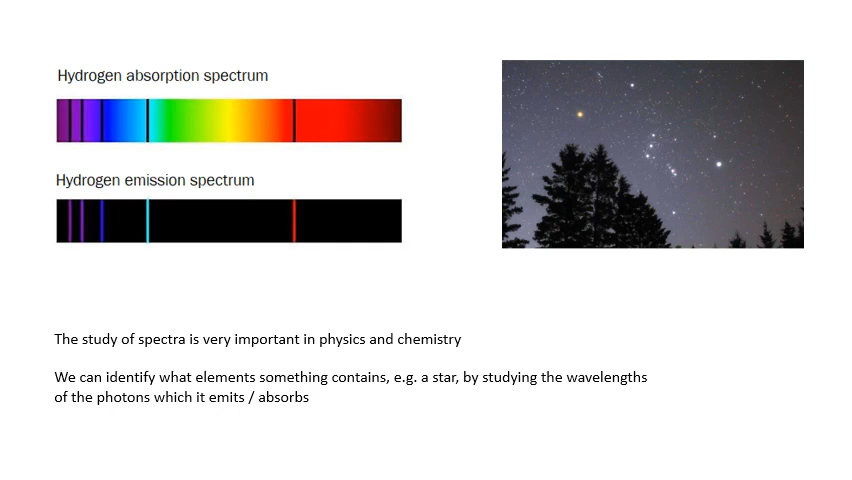 Hydrogen absorption spectrum
Hydrogen emission spectrum
The study of spectra is very important in physics and chemistry
We can identify what elements something contains, e.g. a star, by studying the wavelengths
of the photons which it emits / absorbs